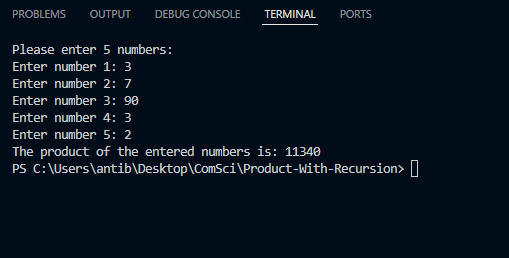 PROBLEMS OUTPUT DEBUG CONSOLE TERMINAL PORTS
Please enter 5 numbers:
Enter number 1: 3
Enter number 2: 7
Enter number 3: 90
Enter number 4: 3
Enter number 5: 2
The product of the entered numbers is: 11340
PS C:\Users\antib\Desktop\ComSci\Product-With-Recursion>